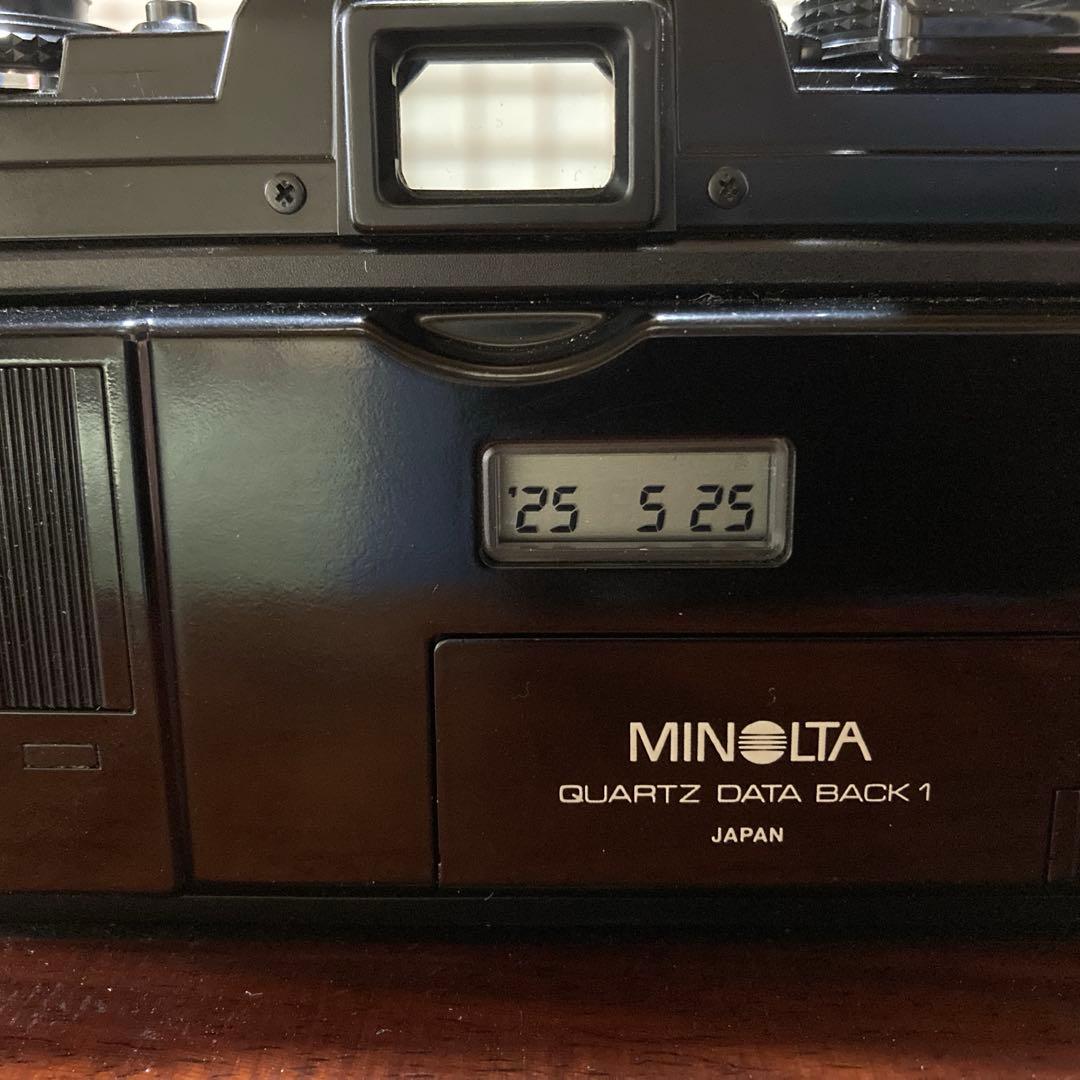 '25 5 25
MINOLTA
QUARTZ DATA BACK 1
JAPAN